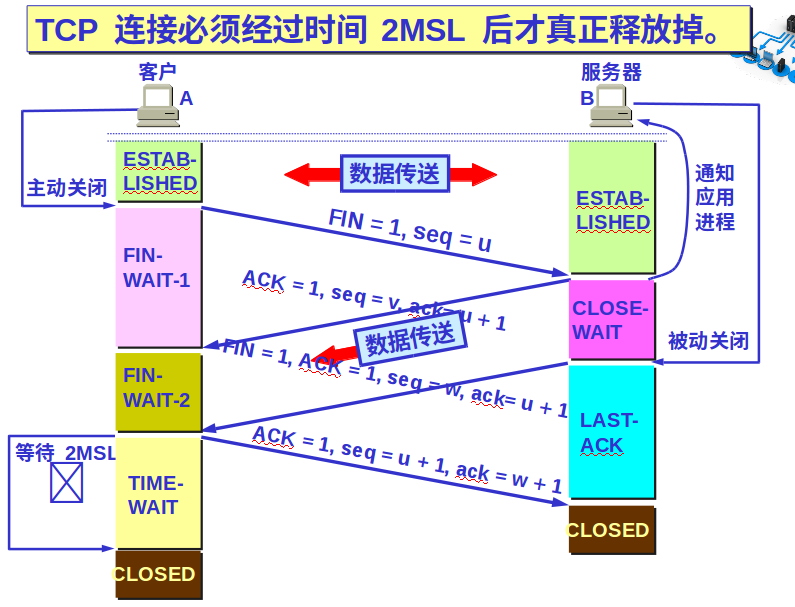 TCP 连接必须经过时间 2MSL 后才真正释放掉。
客户
A
服务器
B
ESTAB-
LISHED
数据传送
主动关闭
ESTAB-
LISHED
通知
应用
进程
FIN = 1, seq = u
FIN-
WAIT-1
ACK = 1, seq = v, ack= u + 1
CLOSE-
WAIT
数据传送
被动关闭
FIN = 1, ACK = 1, seq = w, ack= u + 1
FIN-
WAIT-2
LAST-
ACK
ACK = 1, seq = u + 1, ack = w + 1
等待 2MSL
TIME-
WAIT
CLOSED
CLOSED